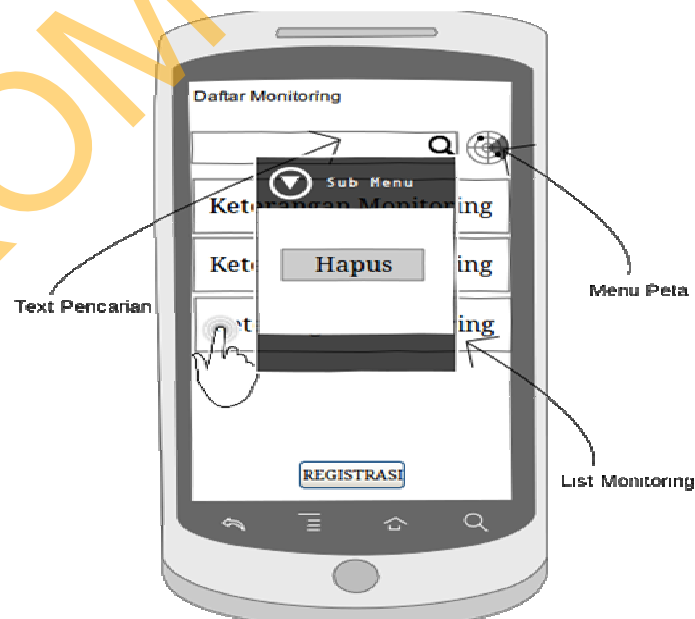 Daftar Monitoring
Sub Menu
Keterangan Monitoring
Hapus
REGISTRASI
Text Pencarian
Menu Peta
List Monitoring